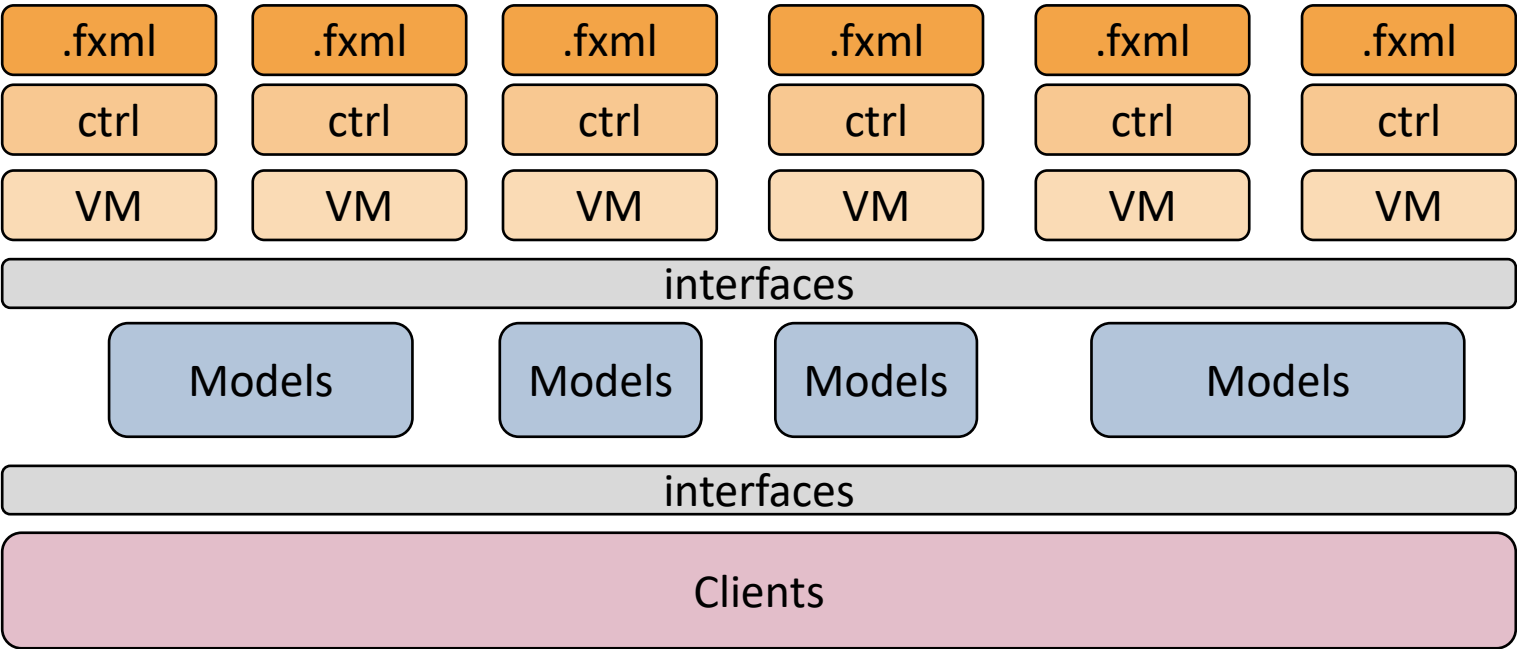 .fxml .fxml .fxml .fxml .fxml .fxml
ctrl ctrl ctrl ctrl ctrl ctrl
VM VM VM VM VM VM
interfaces
Models Models Models Models
interfaces
Clients